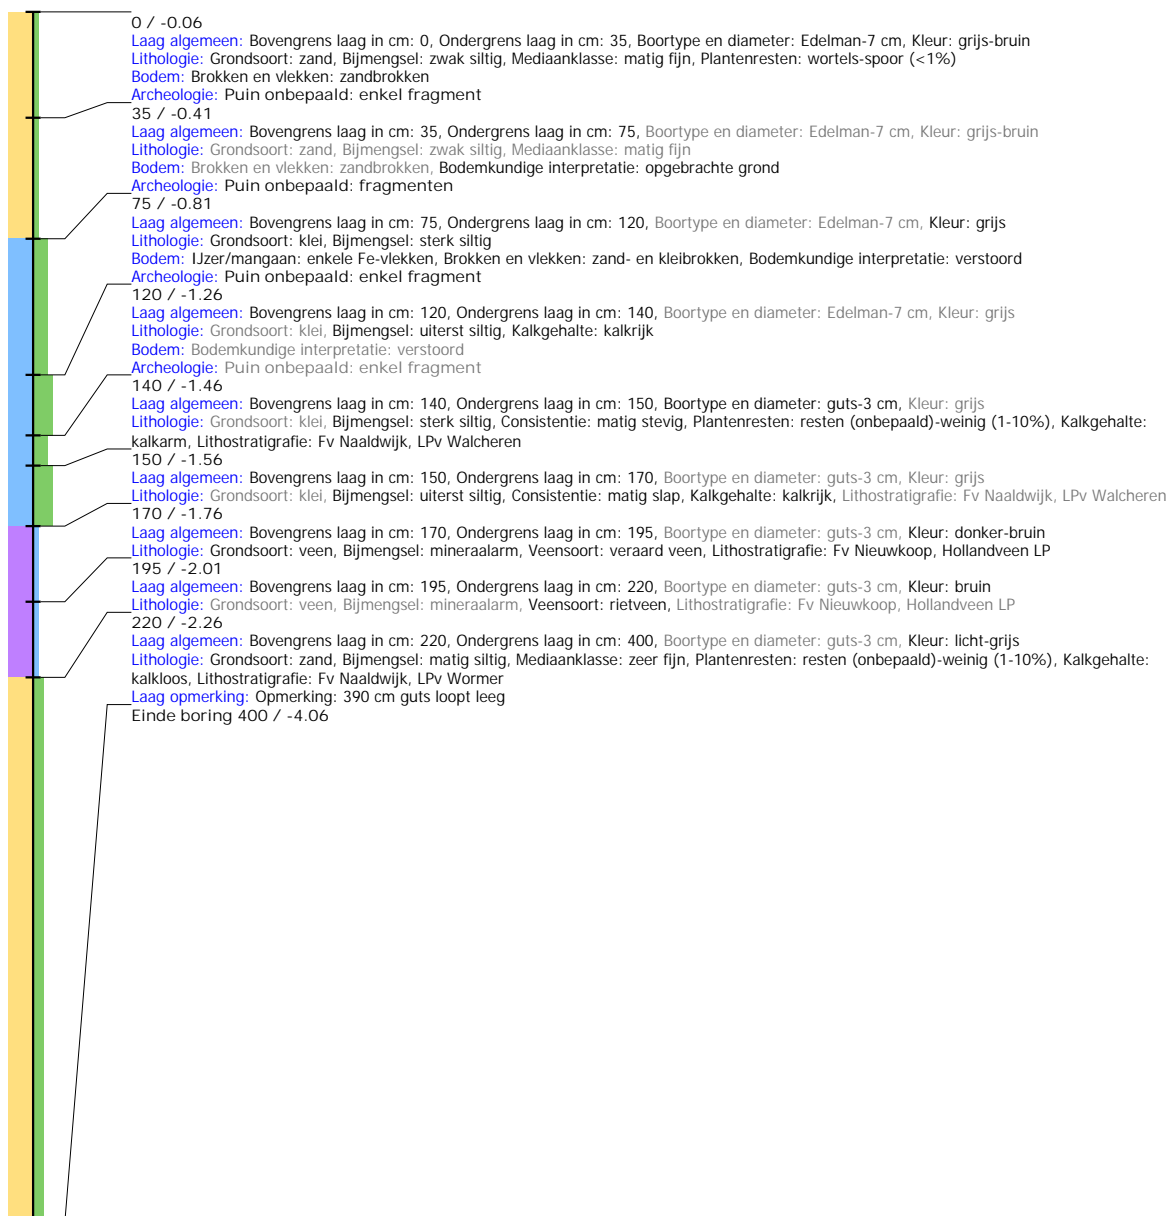 0 / -0.06
Laag algemeen: Bovengrens laag in cm: 0, Ondergrens laag in cm: 35, Boortype en diameter: Edelman-7 cm, Kleur: grijs-bruin
Lithologie: Grondsoort: zand, Bijmengsel: zwak siltig, Mediaanklasse: matig fijn, Plantenresten: wortels-spoor (<1%)
Bodem: Brokken en vlekken: zandbrokken
Archeologie: Puin onbepaald: enkel fragment
35 / -0.41
Laag algemeen: Bovengrens laag in cm: 35, Ondergrens laag in cm: 75, Boortype en diameter: Edelman-7 cm, Kleur: grijs-bruin
Lithologie: Grondsoort: zand, Bijmengsel: zwak siltig, Mediaanklasse: matig fijn
Bodem: Brokken en vlekken: zandbrokken, Bodemkundige interpretatie: opgebrachte grond
Archeologie: Puin onbepaald: fragmenten
75 / -0.81
Laag algemeen: Bovengrens laag in cm: 75, Ondergrens laag in cm: 120, Boortype en diameter: Edelman-7 cm, Kleur: grijs
Lithologie: Grondsoort: klei, Bijmengsel: sterk siltig
Bodem: IJzer/mangaan: enkele Fe-vlekken, Brokken en vlekken: zand- en kleibrokken, Bodemkundige interpretatie: verstoord
Archeologie: Puin onbepaald: enkel fragment
120 / -1.26
Laag algemeen: Bovengrens laag in cm: 120, Ondergrens laag in cm: 140, Boortype en diameter: Edelman-7 cm, Kleur: grijs
Lithologie: Grondsoort: klei, Bijmengsel: uiterst siltig, Kalkgehalte: kalkrijk
Bodem: Bodemkundige interpretatie: verstoord
Archeologie: Puin onbepaald: enkel fragment
140 / -1.46
Laag algemeen: Bovengrens laag in cm: 140, Ondergrens laag in cm: 150, Boortype en diameter: guts-3 cm, Kleur: grijs
Lithologie: Grondsoort: klei, Bijmengsel: sterk siltig, Consistentie: matig stevig, Plantenresten: resten (onbepaald)-weinig (1-10%), Kalkgehalte:
kalkarm, Lithostratigrafie: Fv Naaldwijk, LPv Walcheren
150 / -1.56
Laag algemeen: Bovengrens laag in cm: 150, Ondergrens laag in cm: 170, Boortype en diameter: guts-3 cm, Kleur: grijs
Lithologie: Grondsoort: klei, Bijmengsel: uiterst siltig, Consistentie: matig slap, Kalkgehalte: kalkrijk, Lithostratigrafie: Fv Naaldwijk, LPv Walcheren
170 / -1.76
Laag algemeen: Bovengrens laag in cm: 170, Ondergrens laag in cm: 195, Boortype en diameter: guts-3 cm, Kleur: donker-bruin
Lithologie: Grondsoort: veen, Bijmengsel: mineraalarm, Veensoort: veraard veen, Lithostratigrafie: Fv Nieuwkoop, Hollandveen LP
195 / -2.01
Laag algemeen: Bovengrens laag in cm: 195, Ondergrens laag in cm: 220, Boortype en diameter: guts-3 cm, Kleur: bruin
Lithologie: Grondsoort: veen, Bijmengsel: mineraalarm, Veensoort: rietveen, Lithostratigrafie: Fv Nieuwkoop, Hollandveen LP
220 / -2.26
Laag algemeen: Bovengrens laag in cm: 220, Ondergrens laag in cm: 400, Boortype en diameter: guts-3 cm, Kleur: licht-grijs
Lithologie: Grondsoort: zand, Bijmengsel: matig siltig, Mediaanklasse: zeer fijn, Plantenresten: resten (onbepaald)-weinig (1-10%), Kalkgehalte:
kalkloos, Lithostratigrafie: Fv Naaldwijk, LPv Wormer
Laag opmerking: Opmerking: 390 cm guts loopt leeg
Einde boring 400 / -4.06